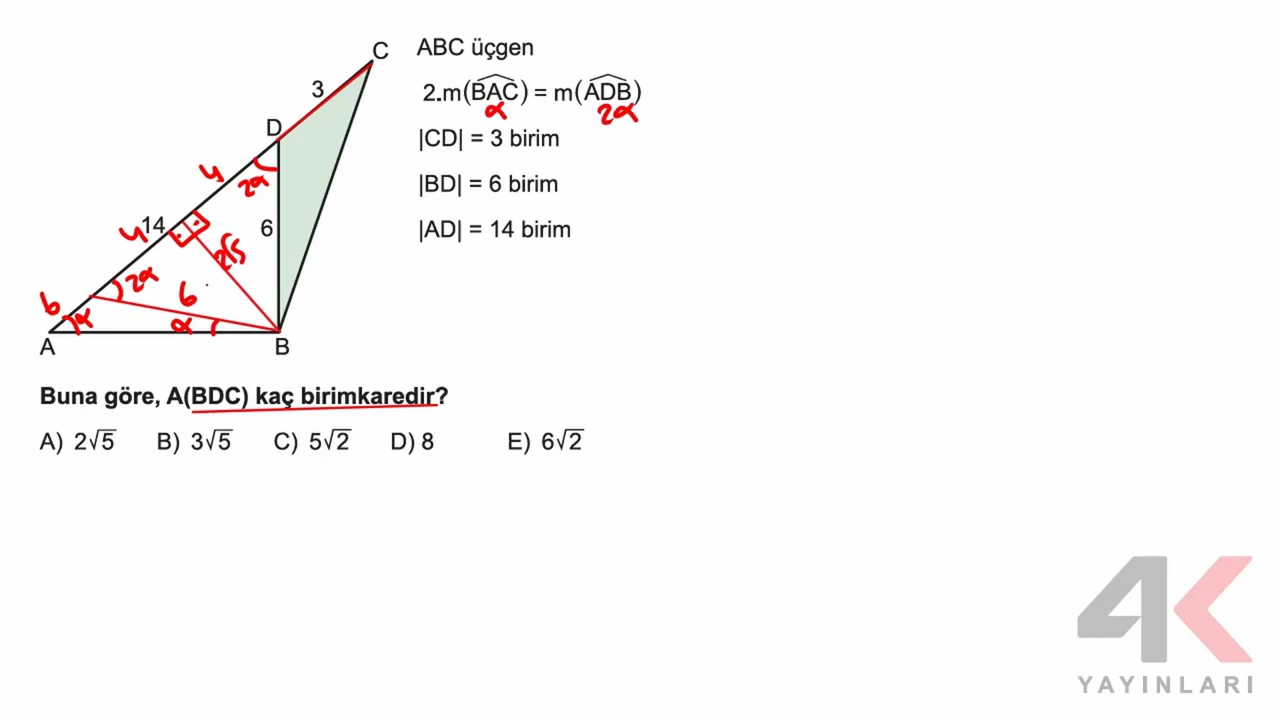 C
ABC üçgen
3
2.m(BAC) = m(ADB)
α
2α
D
|CD| = 3 birim
4
2α
|BD| = 6 birim
14
6
|AD| = 14 birim
4
2√5
2α
6
6
α
α
A
B
Buna göre, A(BDC) kaç birimkaredir?
A) 2√5 B) 3√5 C) 5√2 D) 8 E) 6√2
4K
YAYINLARI